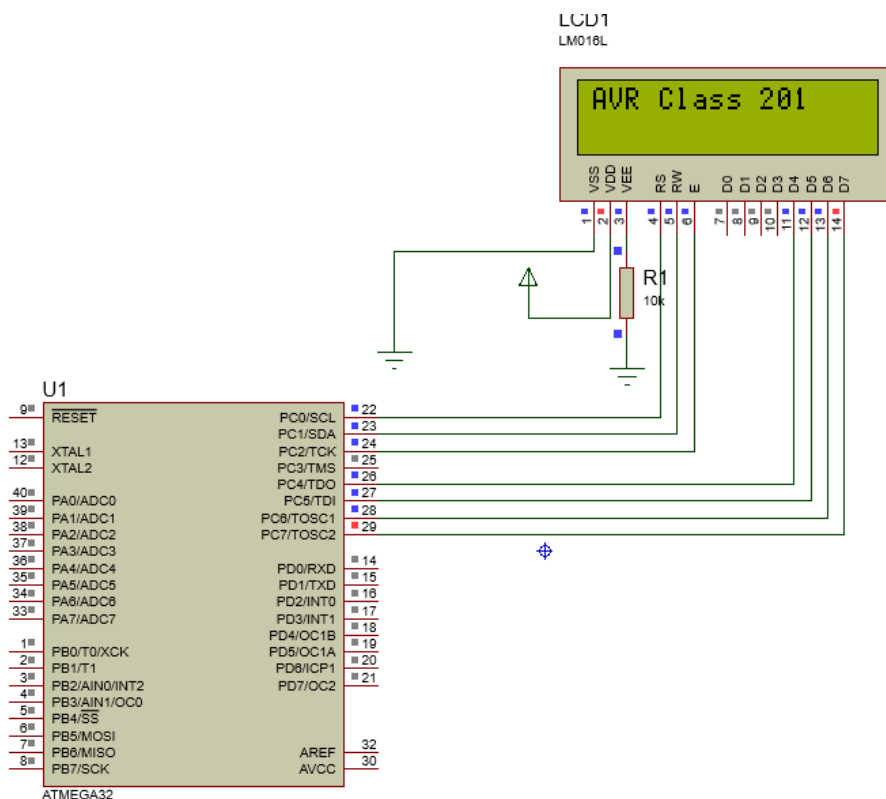 LCD1
LM016L
AVR Class 201
VSS
VDD
VEE
RS
RW
E
D0
D1
D2
D3
D4
D5
D6
D7
1
2
3
4
5
6
7
8
9
10
11
12
13
14
R1
10k
U1
9 RESET
13 XTAL1
12 XTAL2
40 PA0/ADC0
39 PA1/ADC1
38 PA2/ADC2
37 PA3/ADC3
36 PA4/ADC4
35 PA5/ADC5
34 PA6/ADC6
33 PA7/ADC7
1 PB0/T0/XCK
2 PB1/T1
3 PB2/AIN0/INT2
4 PB3/AIN1/OC0
5 PB4/SS
6 PB5/MOSI
7 PB6/MISO
8 PB7/SCK
PC0/SCL 22
PC1/SDA 23
PC2/TCK 24
PC3/TMS 25
PC4/TDO 26
PC5/TDI 27
PC6/TOSC1 28
PC7/TOSC2 29
PD0/RXD 14
PD1/TXD 15
PD2/INT0 16
PD3/INT1 17
PD4/OC1B 18
PD5/OC1A 19
PD6/ICP1 20
PD7/OC2 21
AREF 32
AVCC 30
ATMEGA32